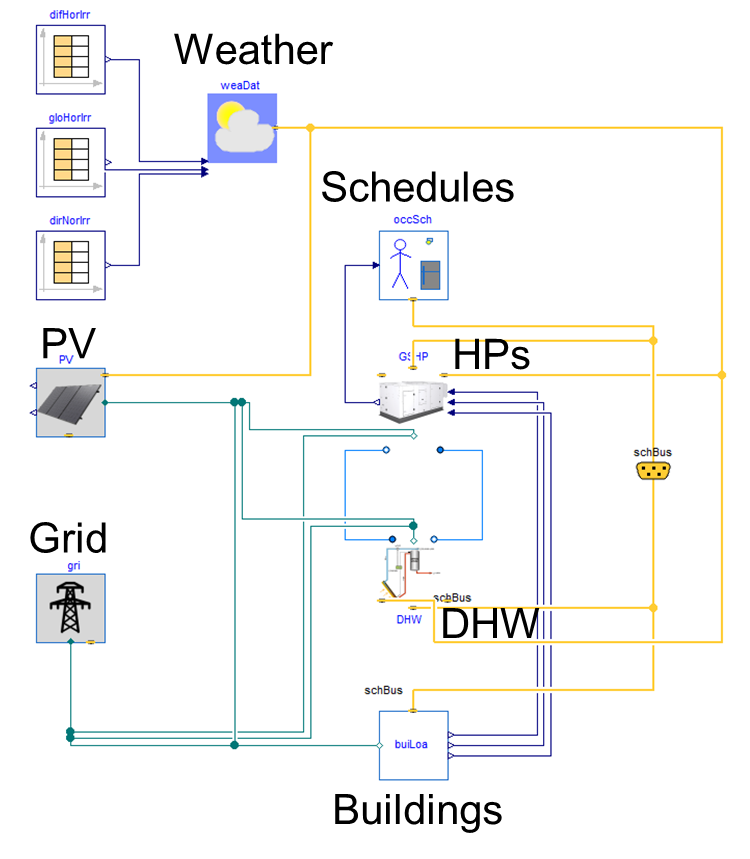 difHorIrr
Weather
weaDat
gloHorIrr
Schedules
dirNorIrr
occSch
PV
PV
HPs
schBus
Grid
gri
schBus
DHW
DHW
schBus
buiLoa
Buildings